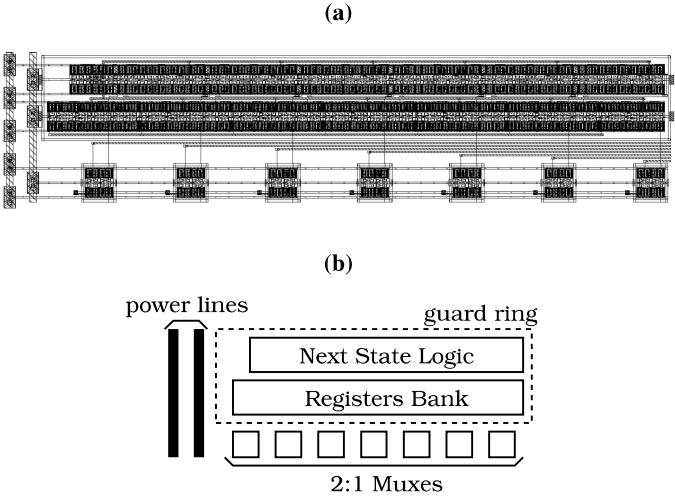 (a)
(b)
power lines
guard ring
Next State Logic
Registers Bank
2:1 Muxes